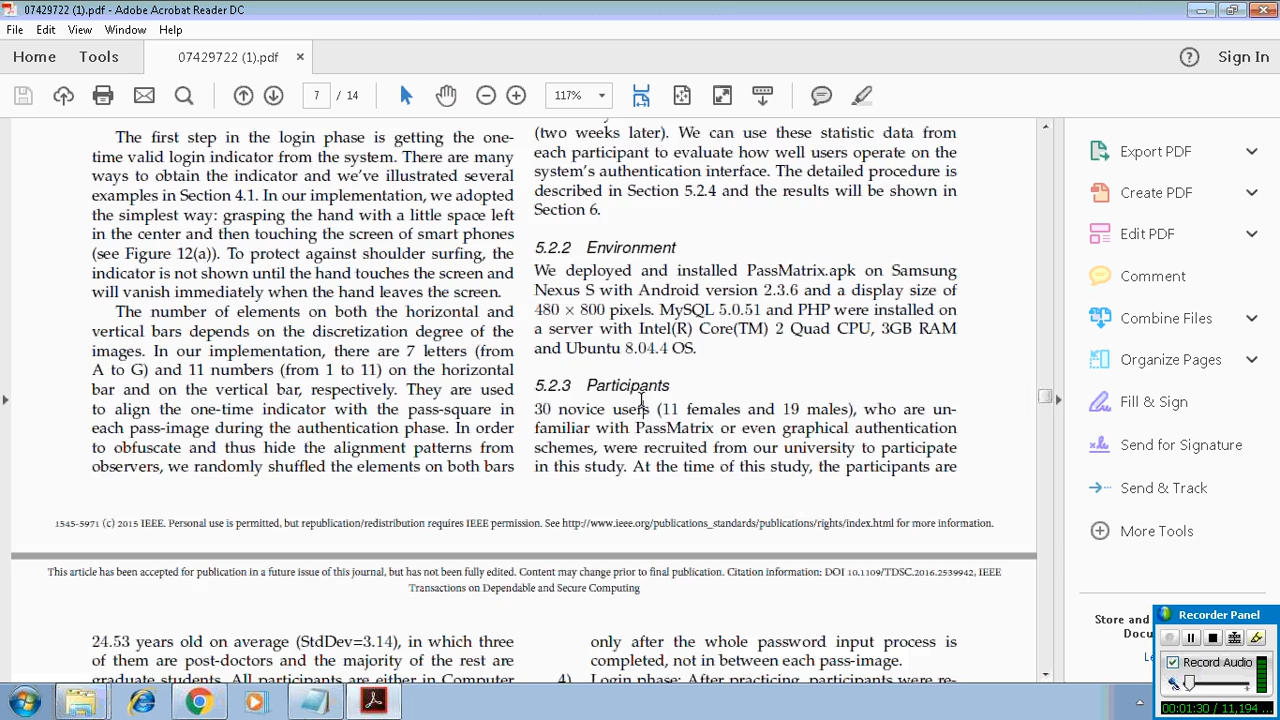 07429722 (1).pdf - Adobe Acrobat Reader DC
File Edit View Window Help
Home Tools 07429722 (1).pdf × Sign In
7 / 14 117%
The first step in the login phase is getting the one-
time valid login indicator from the system. There are many
ways to obtain the indicator and we've illustrated several
examples in Section 4.1. In our implementation, we adopted
the simplest way: grasping the hand with a little space left
in the center and then touching the screen of smart phones
(see Figure 12(a)). To protect against shoulder surfing, the
indicator is not shown until the hand touches the screen and
will vanish immediately when the hand leaves the screen.
The number of elements on both the horizontal and
vertical bars depends on the discretization degree of the
images. In our implementation, there are 7 letters (from
A to G) and 11 numbers (from 1 to 11) on the horizontal
bar and on the vertical bar, respectively. They are used
to align the one-time indicator with the pass-square in
each pass-image during the authentication phase. In order
to obfuscate and thus hide the alignment patterns from
observers, we randomly shuffled the elements on both bars
(two weeks later). We can use these statistic data from
each participant to evaluate how well users operate on the
system's authentication interface. The detailed procedure is
described in Section 5.2.4 and the results will be shown in
Section 6.
5.2.2 Environment
We deployed and installed PassMatrix.apk on Samsung
Nexus S with Android version 2.3.6 and a display size of
480 × 800 pixels. MySQL 5.0.51 and PHP were installed on
a server with Intel(R) Core(TM) 2 Quad CPU, 3GB RAM
and Ubuntu 8.04.4 OS.
5.2.3 Participants
30 novice users (11 females and 19 males), who are un-
familiar with PassMatrix or even graphical authentication
schemes, were recruited from our university to participate
in this study. At the time of this study, the participants are
1545-5971 (c) 2015 IEEE. Personal use is permitted, but republication/redistribution requires IEEE permission. See http://www.ieee.org/publications_standards/publications/rights/index.html for more information.
This article has been accepted for publication in a future issue of this journal, but has not been fully edited. Content may change prior to final publication. Citation information: DOI 10.1109/TDSC.2016.2539942, IEEE
Transactions on Dependable and Secure Computing
24.53 years old on average (StdDev=3.14), in which three
of them are post-doctors and the majority of the rest are
graduate students. All participants are either in Computer
only after the whole password input process is
completed, not in between each pass-image.
4) Login phase: After practicing, participants were re-
Export PDF
Create PDF
Edit PDF
Comment
Combine Files
Organize Pages
Fill & Sign
Send for Signature
Send & Track
More Tools
Store and
Recorder Panel
Record Audio
00:01:30 / 11,194 ...